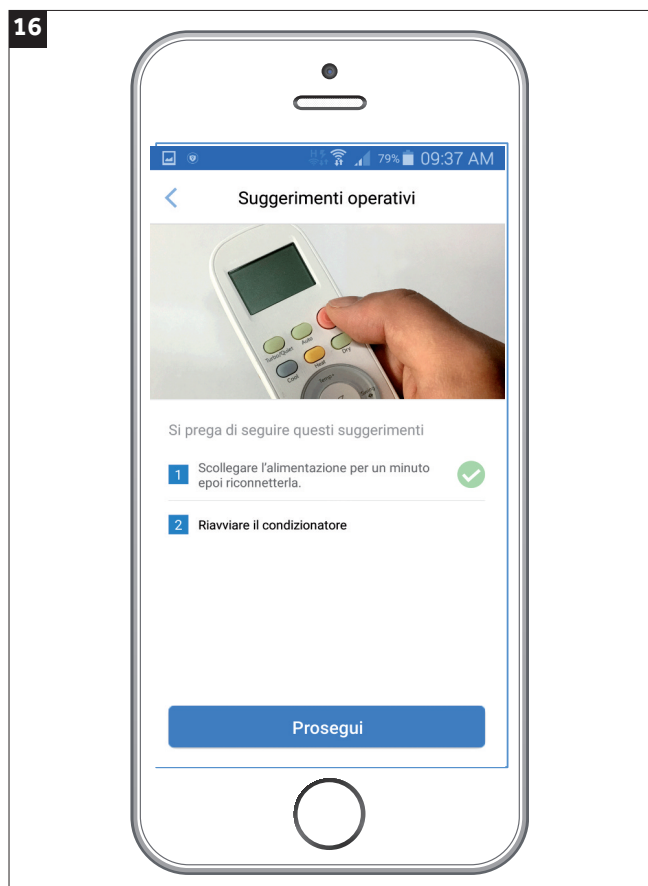 16
79% 09:37 AM
Suggerimenti operativi
Turbo/Quiet
Auto
Dry
Cool
Heat
Temp+
Si prega di seguire questi suggerimenti
1 Scollegare l'alimentazione per un minuto
epoi riconnetterla.
2 Riavviare il condizionatore
Prosegui